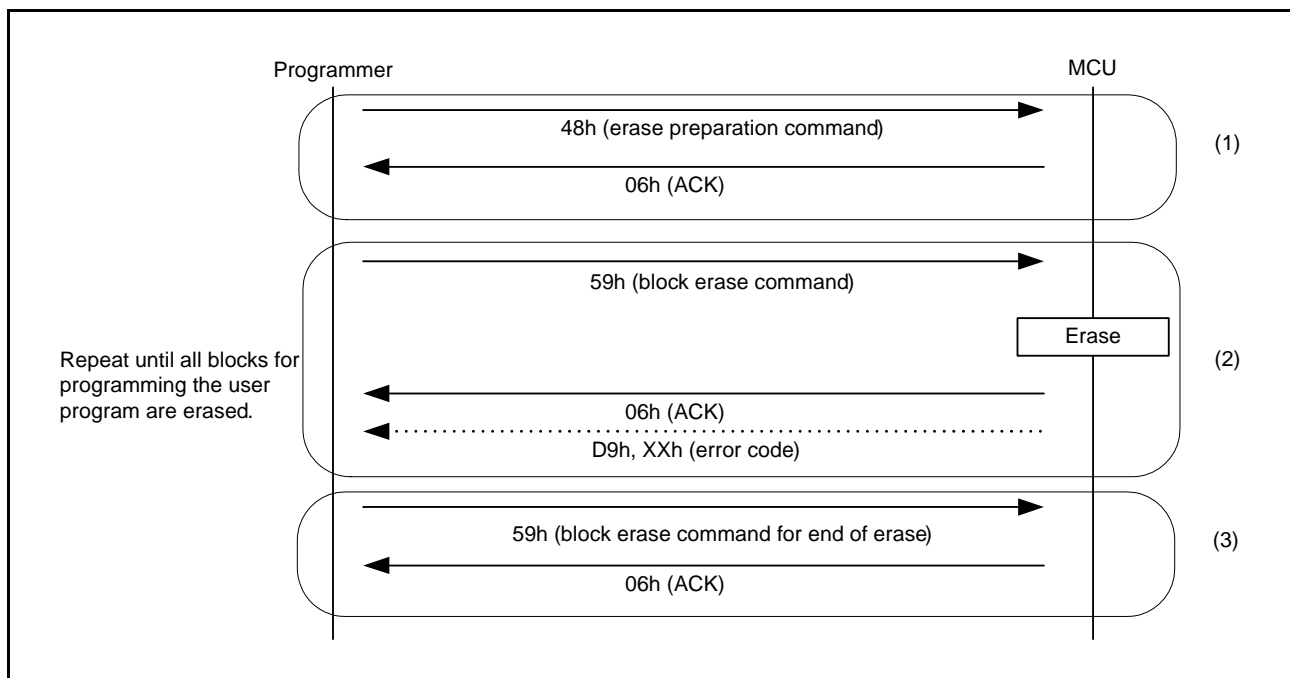 Programmer
MCU
48h (erase preparation command)
(1)
06h (ACK)
59h (block erase command)
Erase
Repeat until all blocks for
programming the user
program are erased.
(2)
06h (ACK)
D9h, XXh (error code)
59h (block erase command for end of erase)
(3)
06h (ACK)